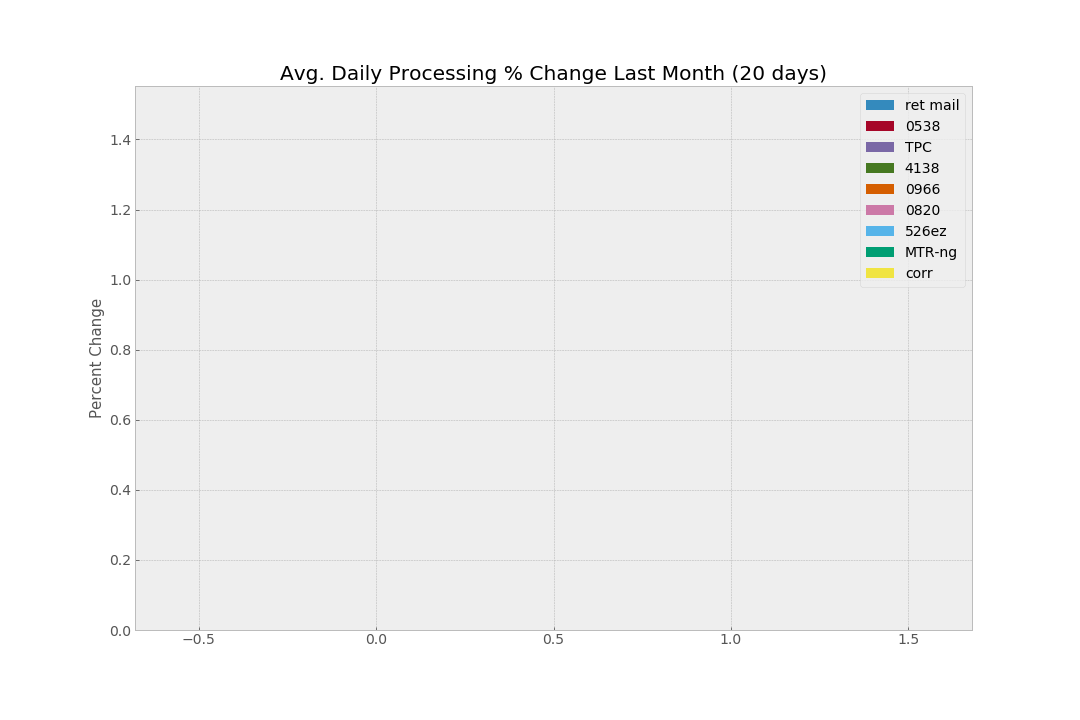 Avg. Daily Processing % Change Last Month (20 days)
ret mail
0538
TPC
4138
0966
0820
526ez
MTR-ng
corr
Percent Change
1.4
1.2
1.0
0.8
0.6
0.4
0.2
0.0
−0.5 0.0 0.5 1.0 1.5